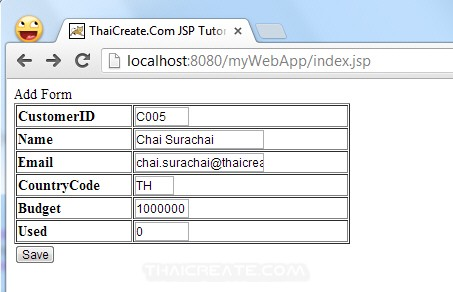 ThaiCreate.Com JSP Tutor
localhost:8080/myWebApp/index.jsp
Add Form
CustomerID C005
Name Chai Surachai
Email chai.surachai@thaicrea
CountryCode TH
Budget 1000000
Used 0
Save
THAICREATE.COM